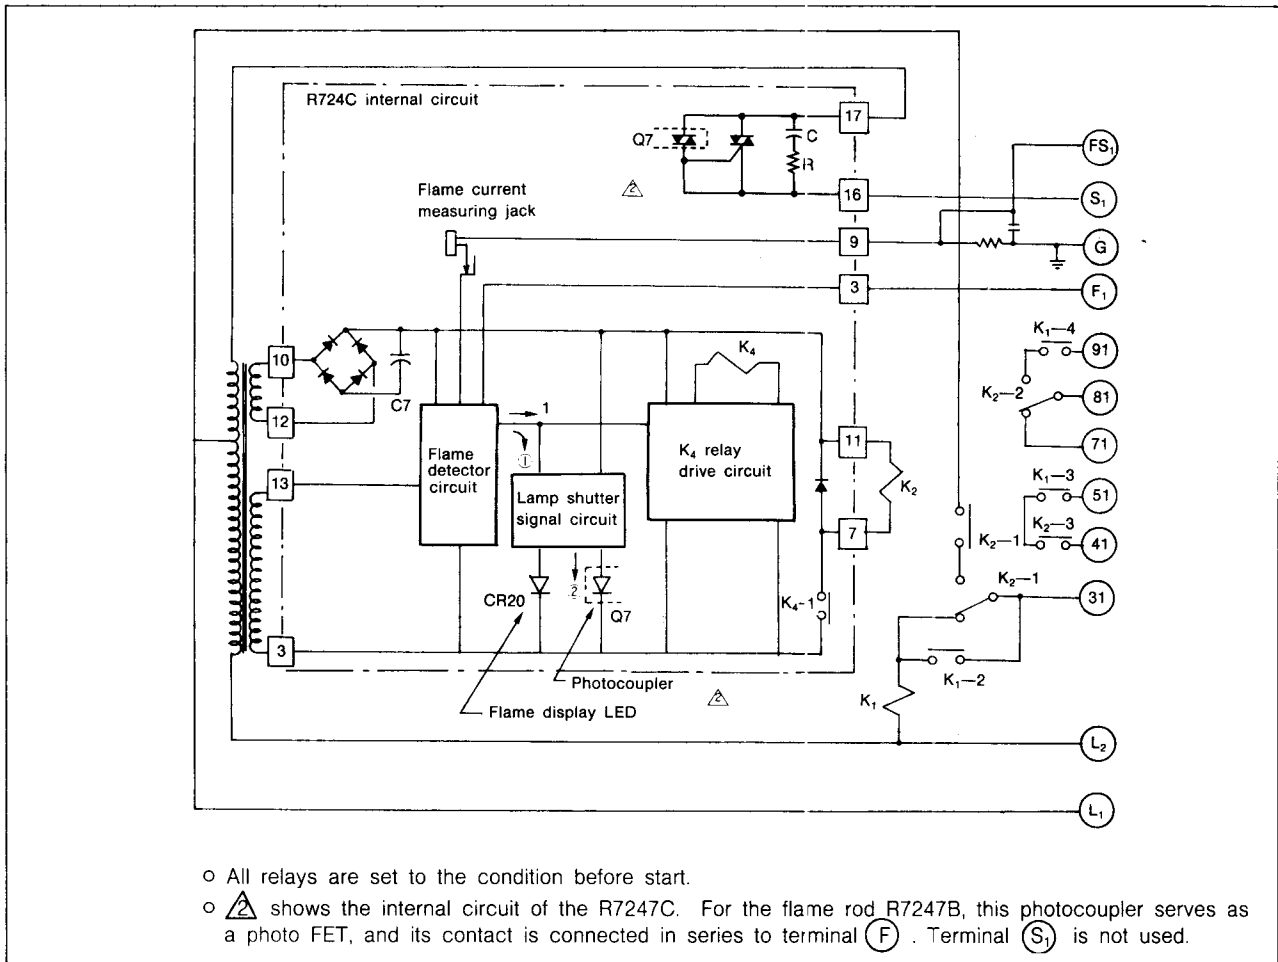 R724C internal circuit
17
Q7
C
R
FS₁
2
16
S₁
Flame current
measuring jack
9
G
3
F₁
K₁—4
91
10
K₄
K₂—2
81
C7
12
1
11
71
Flame
detector
circuit
K₄ relay
drive circuit
①
K₂
K₁—3
51
13
Lamp shutter
signal circuit
7
K₂—1
K₂—3
41
②
CR20
Q7
K₄-1
K₂—1
31
3
K₁—2
Photocoupler
2
K₁
Flame display LED
L₂
L₁
○ All relays are set to the condition before start.
○ 2 shows the internal circuit of the R7247C. For the flame rod R7247B, this photocoupler serves as
a photo FET, and its contact is connected in series to terminal F . Terminal S₁ is not used.